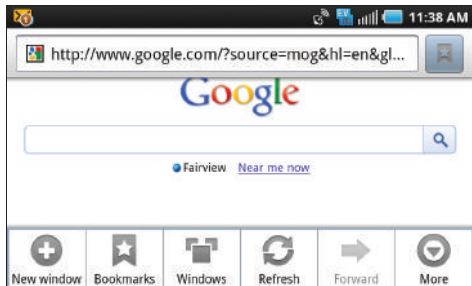 EV 11:38 AM
http://www.google.com/?source=mog&hl=en&gl...
Google
Fairview Near me now
New window Bookmarks Windows Refresh Forward More